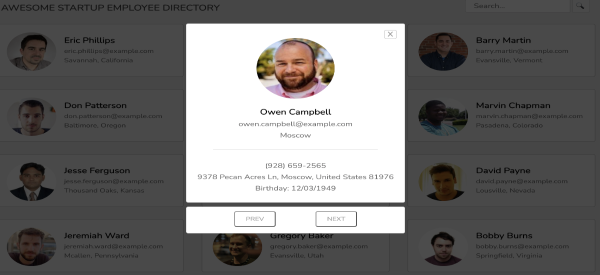 AWESOME STARTUP EMPLOYEE DIRECTORY
Search...
X
Owen Campbell
owen.campbell@example.com
Moscow
(928) 659-2565
9378 Pecan Acres Ln, Moscow, United States 81976
Birthday: 12/03/1949
PREV
NEXT
Eric Phillips
eric.phillips@example.com
Savannah, California
Barry Martin
barry.martin@example.com
Evansville, Vermont
Don Patterson
don.patterson@example.com
Baltimore, Oregon
Marvin Chapman
marvin.chapman@example.com
Pasadena, Colorado
Jesse Ferguson
jesse.ferguson@example.com
Thousand Oaks, Kansas
David Payne
david.payne@example.com
Louisville, Nevada
Jeremiah Ward
jeremiah.ward@example.com
Mcallen, Pennsylvania
Gregory Baker
gregory.baker@example.com
Evansville, Utah
Bobby Burns
bobby.burns@example.com
Springfield, Virginia